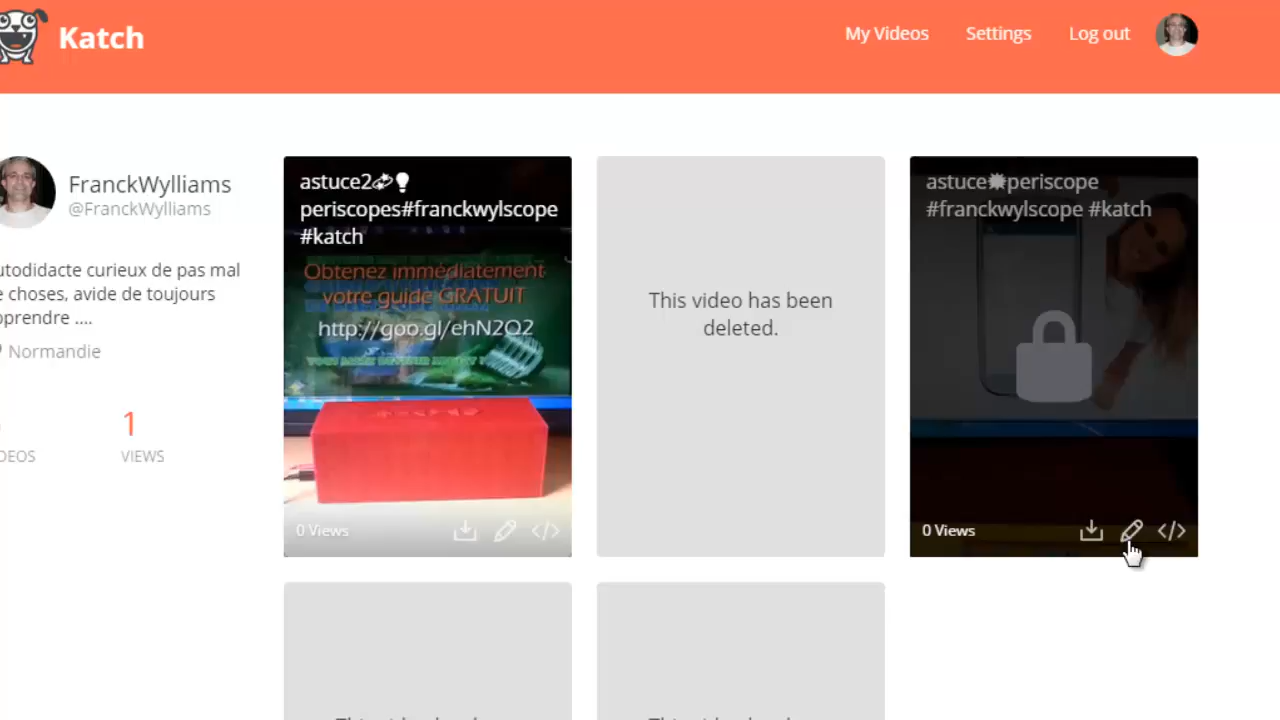 Katch
My Videos
Settings
Log out
FranckWylliams
@FranckWylliams
utodidacte curieux de pas mal
e choses, avide de toujours
pprendre ....
Normandie
1
DEOS
VIEWS
astuce2💫💡
periscopes#franckwylscope
#katch
Obtenez immédiatement
votre guide GRATUIT
http://goo.gl/ehN2Q2
0 Views
This video has been
deleted.
astuce✹periscope
#franckwylscope #katch
0 Views